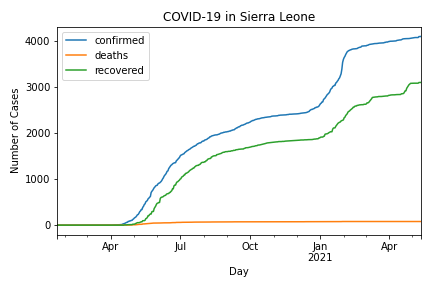 COVID-19 in Sierra Leone
confirmed
deaths
recovered
Number of Cases
4000
3000
2000
1000
0
Apr
Jul
Oct
Jan
2021
Apr
Day